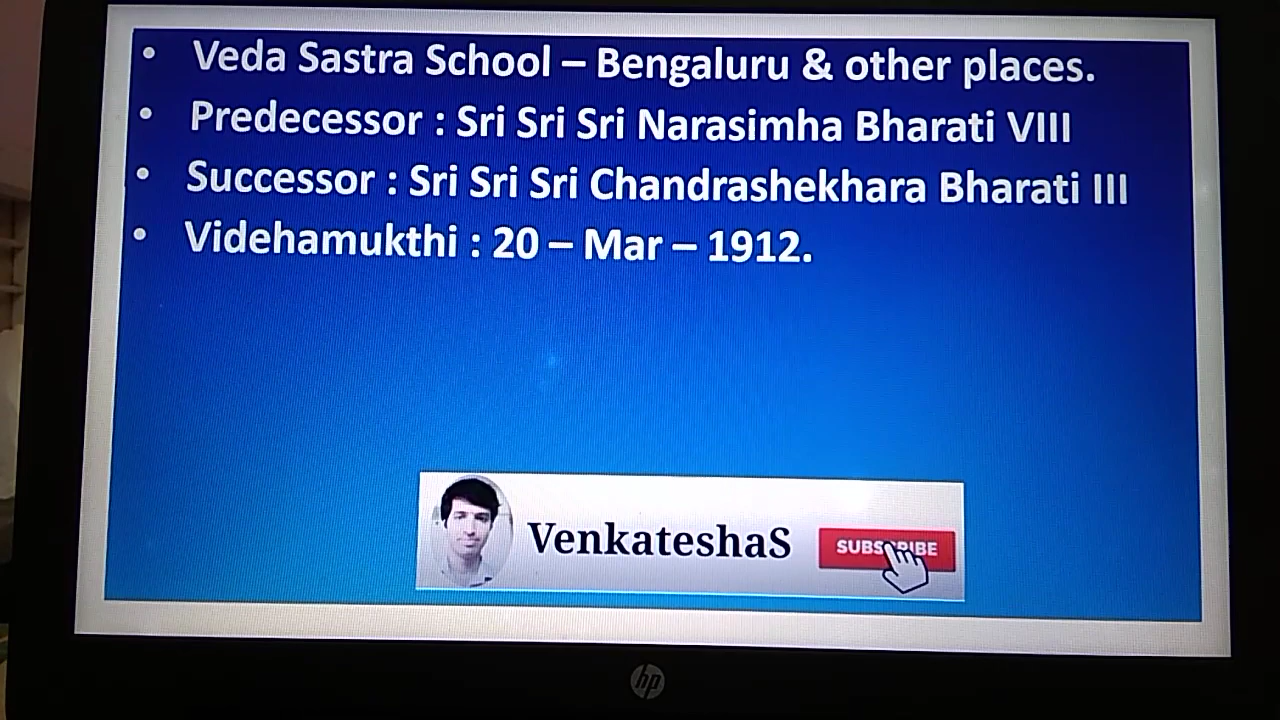 • Veda Sastra School – Bengaluru & other places.
• Predecessor : Sri Sri Sri Narasimha Bharati VIII
• Successor : Sri Sri Sri Chandrashekhara Bharati III
• Videhamukthi : 20 – Mar – 1912.
VenkateshaS SUBSCRIBE
hp